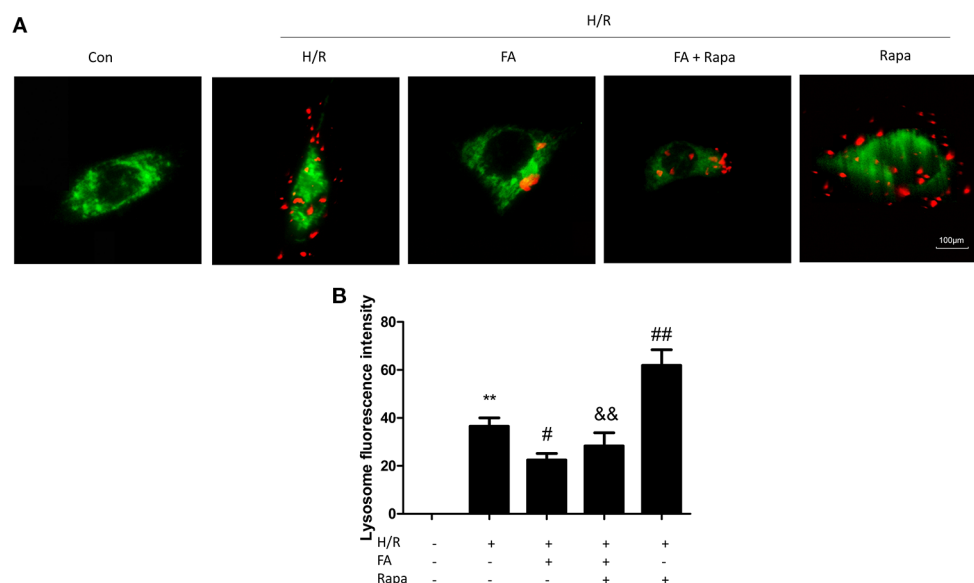 A
H/R
Con H/R FA FA + Rapa Rapa
100μm
B
Lysosome fluorescence intensity
80
60
40
20
0
** # && ##
H/R - + + + +
FA - - + + -
Rapa - - - + +